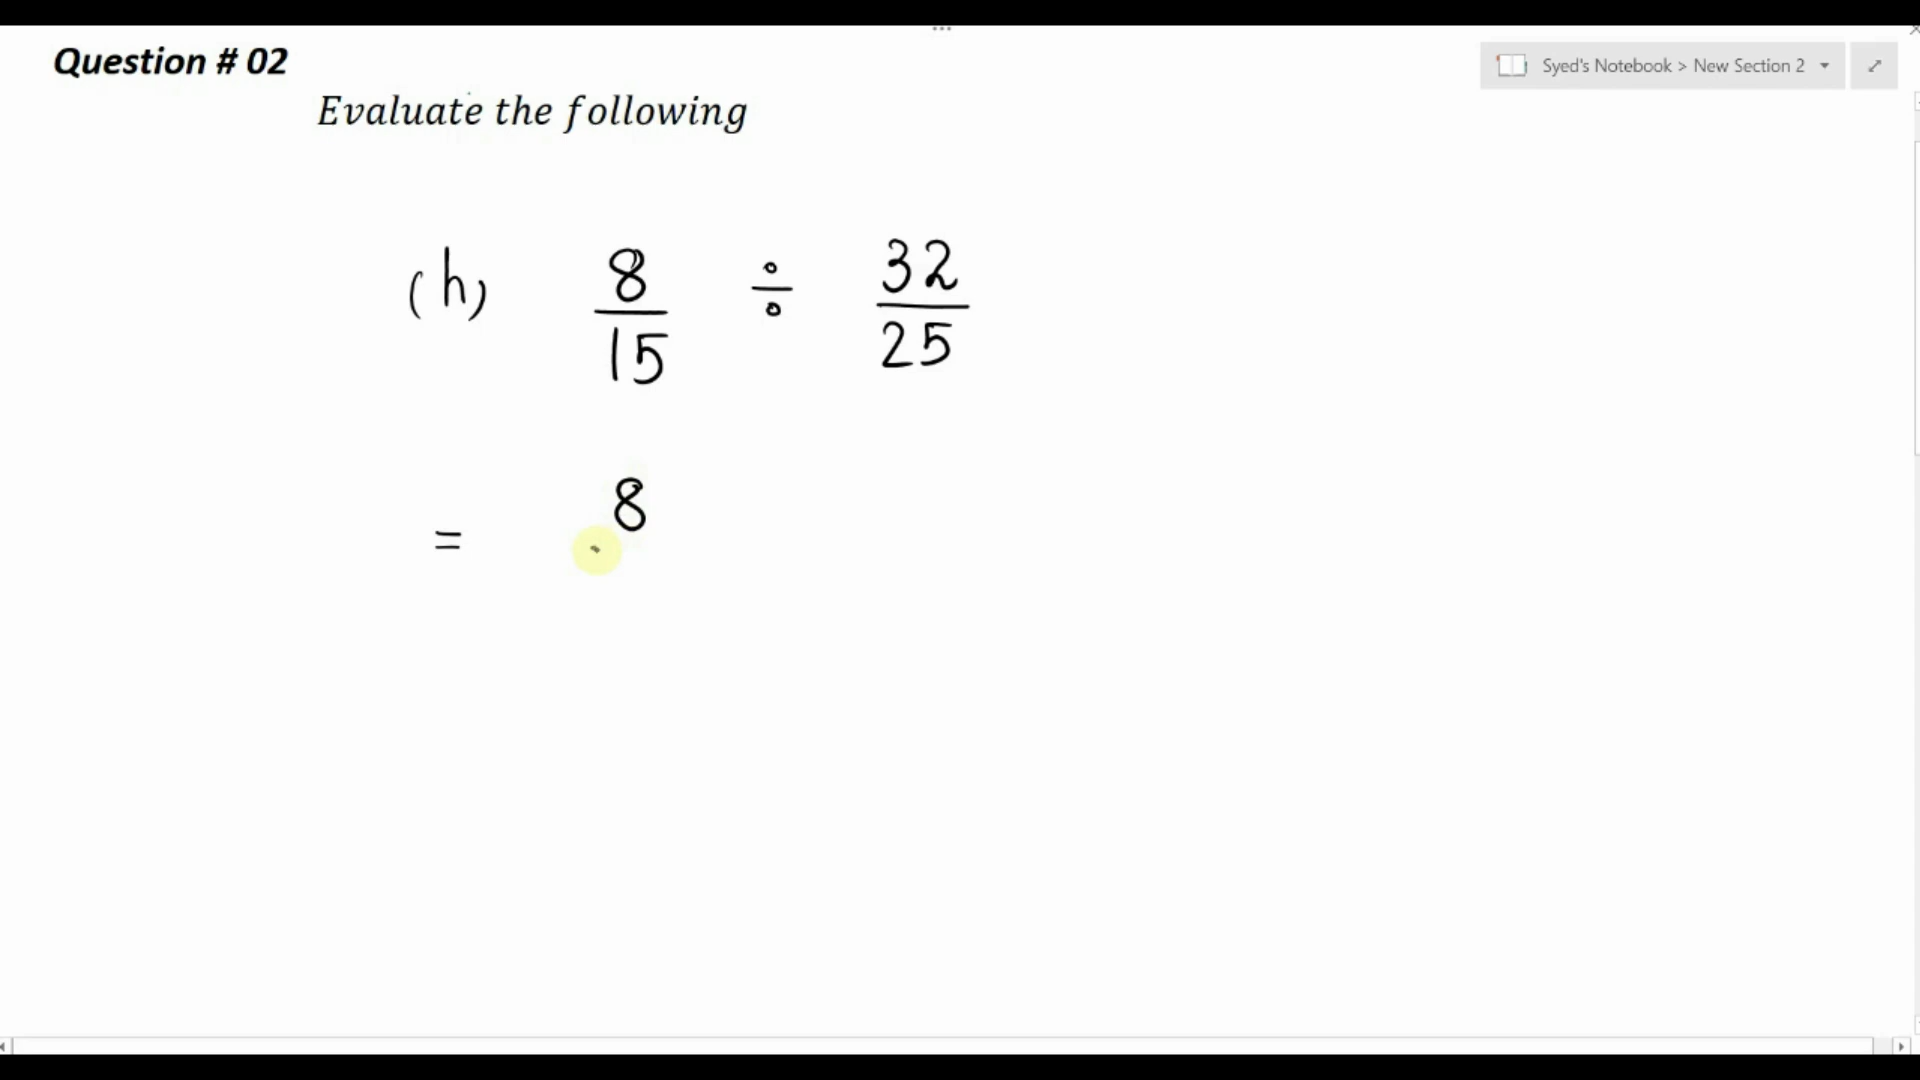 Question # 02
Syed's Notebook > New Section 2
Evaluate the following
(h) 8/15 ÷ 32/25
= 8